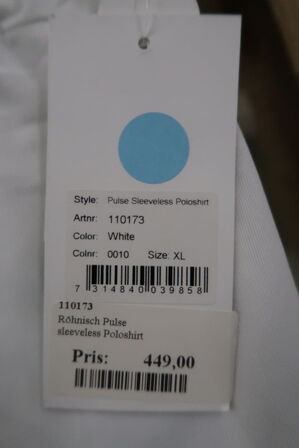 Style: Pulse Sleeveless Poloshirt
Artnr: 110173
Color: White
Colnr: 0010 Size: XL
7 314840 039858
110173
Röhnisch Pulse
sleeveless Poloshirt
Pris: 449,00